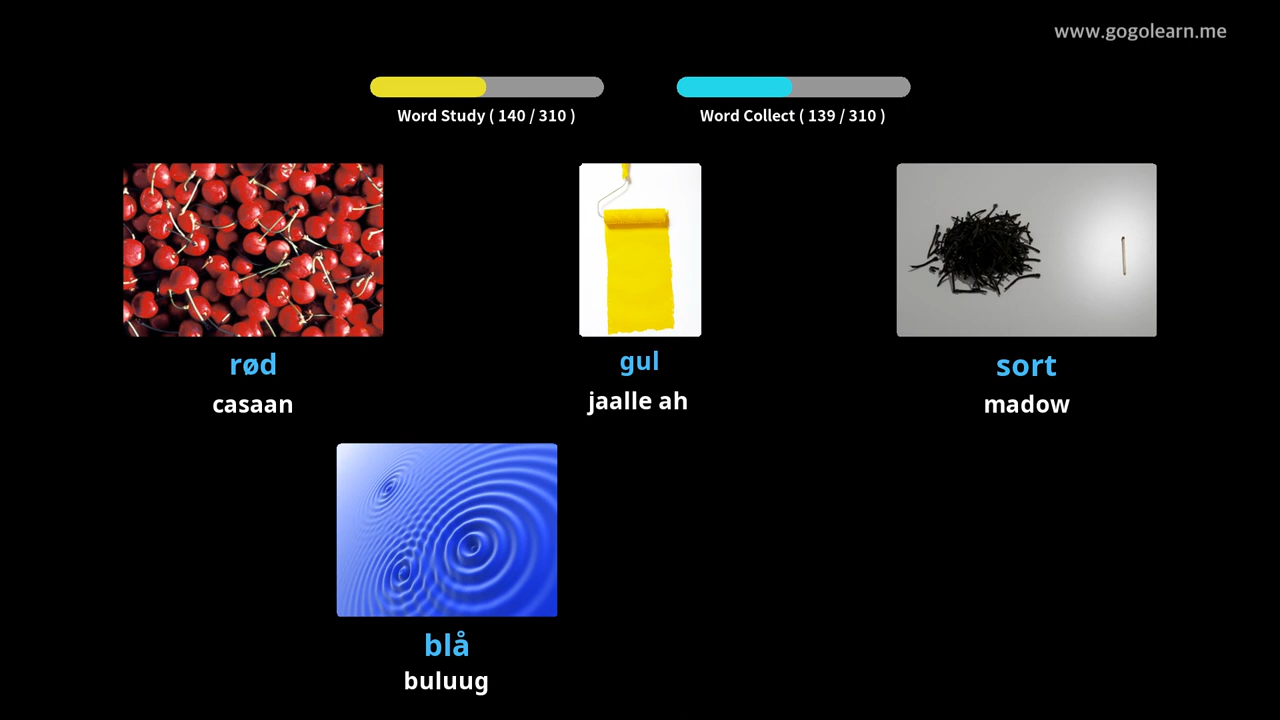 www.gogolearn.me
Word Study ( 140 / 310 )
Word Collect ( 139 / 310 )
rød
casaan
gul
jaalle ah
sort
madow
blå
buluug